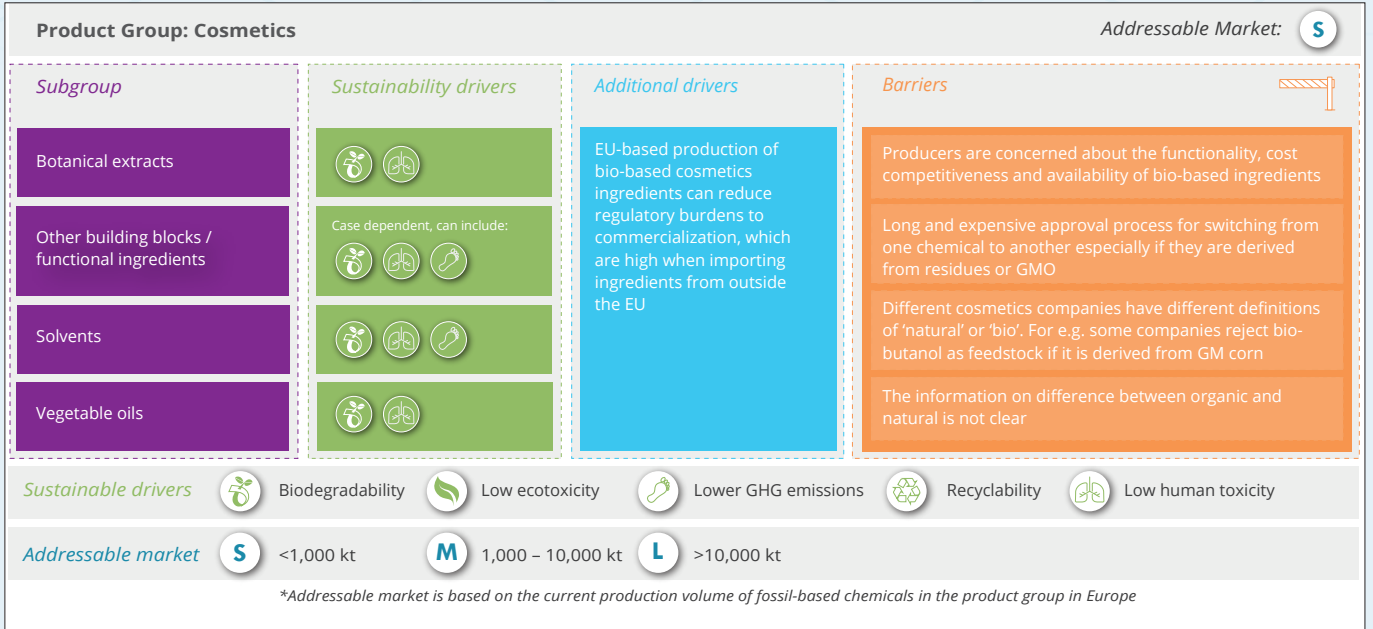 Product Group: Cosmetics
Addressable Market:
S
Subgroup
Botanical extracts
Other building blocks /
functional ingredients
Solvents
Vegetable oils
Sustainability drivers
Case dependent, can include:
Additional drivers
EU-based production of
bio-based cosmetics
ingredients can reduce
regulatory burdens to
commercialization, which
are high when importing
ingredients from outside
the EU
Barriers
Producers are concerned about the functionality, cost
competitiveness and availability of bio-based ingredients
Long and expensive approval process for switching from
one chemical to another especially if they are derived
from residues or GMO
Different cosmetics companies have different definitions
of ‘natural’ or ‘bio’. For e.g. some companies reject bio-
butanol as feedstock if it is derived from GM corn
The information on difference between organic and
natural is not clear
Sustainable drivers
Biodegradability
Low ecotoxicity
Lower GHG emissions
Recyclability
Low human toxicity
Addressable market
S
<1,000 kt
M
1,000 – 10,000 kt
L
>10,000 kt
*Addressable market is based on the current production volume of fossil-based chemicals in the product group in Europe